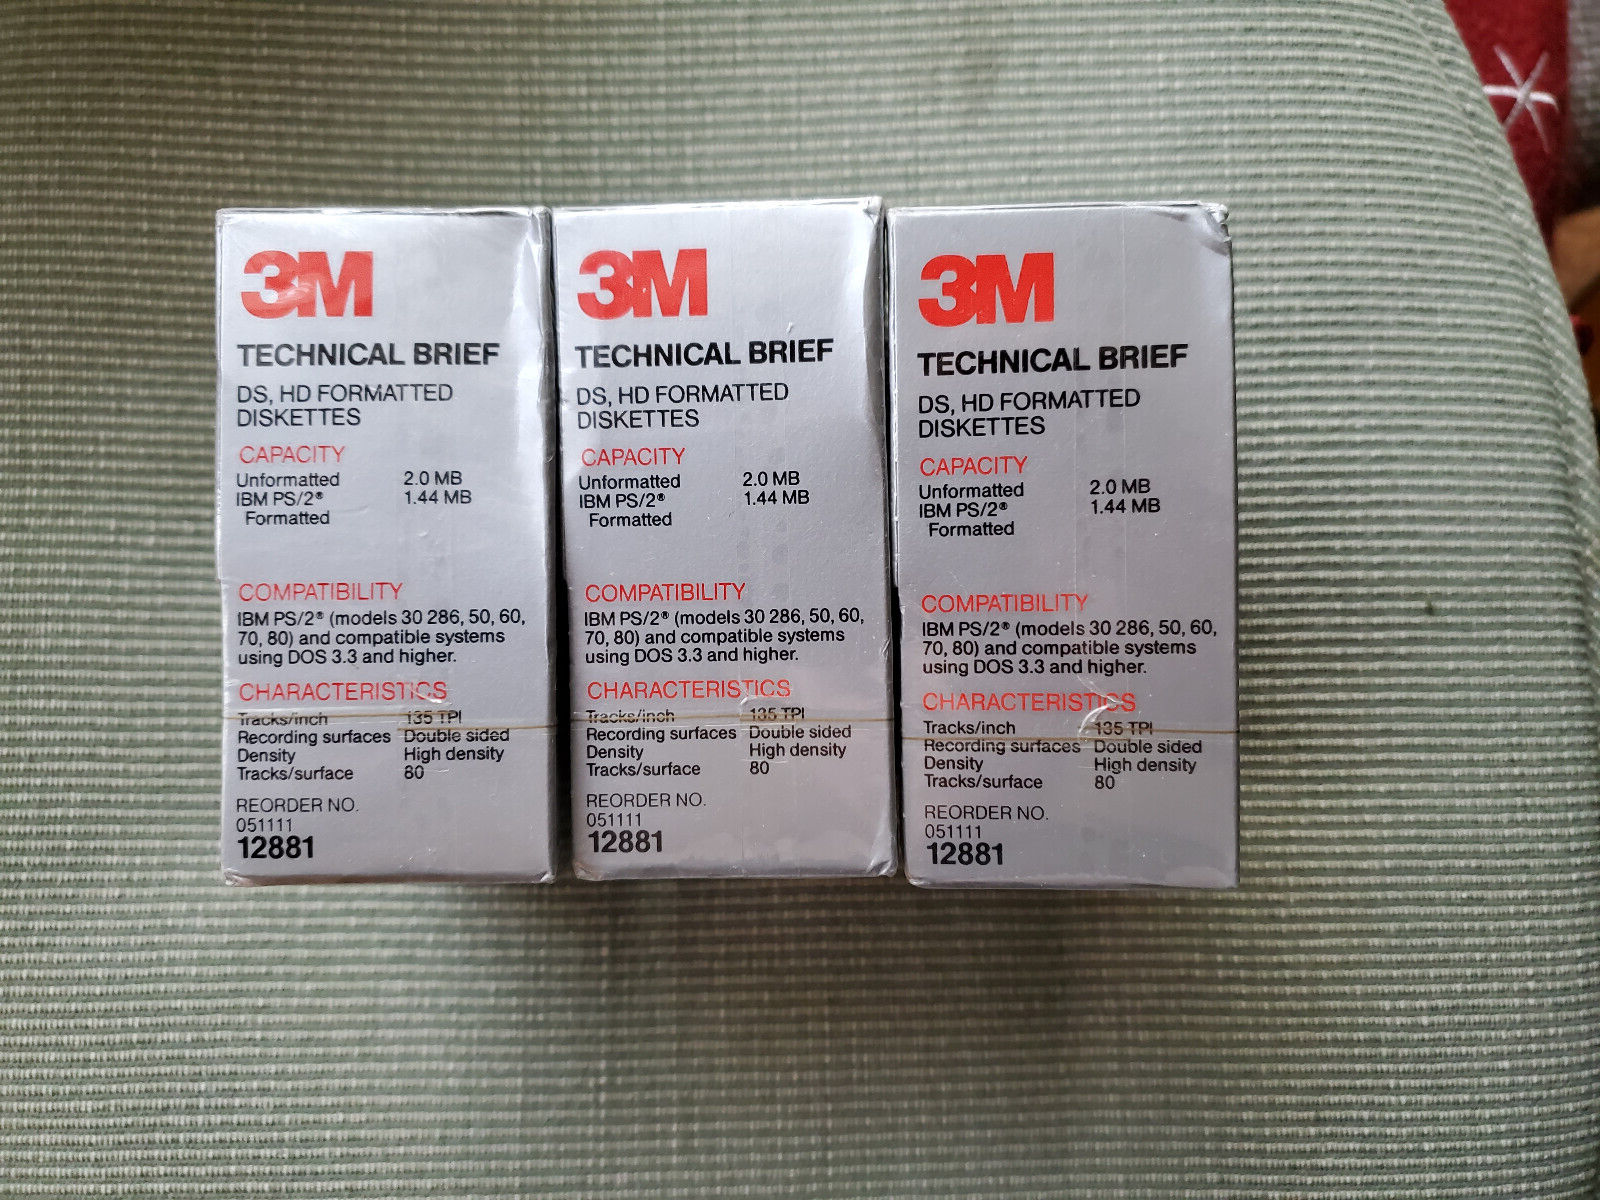 3M
TECHNICAL BRIEF
DS, HD FORMATTED
DISKETTES
CAPACITY
Unformatted 2.0 MB
IBM PS/2® 1.44 MB
Formatted
COMPATIBILITY
IBM PS/2® (models 30 286, 50, 60,
70, 80) and compatible systems
using DOS 3.3 and higher.
CHARACTERISTICS
Tracks/inch 135 TPI
Recording surfaces Double sided
Density High density
Tracks/surface 80
REORDER NO.
051111
12881
3M
TECHNICAL BRIEF
DS, HD FORMATTED
DISKETTES
CAPACITY
Unformatted 2.0 MB
IBM PS/2® 1.44 MB
Formatted
COMPATIBILITY
IBM PS/2® (models 30 286, 50, 60,
70, 80) and compatible systems
using DOS 3.3 and higher.
CHARACTERISTICS
Tracks/inch 135 TPI
Recording surfaces Double sided
Density High density
Tracks/surface 80
REORDER NO.
051111
12881
3M
TECHNICAL BRIEF
DS, HD FORMATTED
DISKETTES
CAPACITY
Unformatted 2.0 MB
IBM PS/2® 1.44 MB
Formatted
COMPATIBILITY
IBM PS/2® (models 30 286, 50, 60,
70, 80) and compatible systems
using DOS 3.3 and higher.
CHARACTERISTICS
Tracks/inch 135 TPI
Recording surfaces Double sided
Density High density
Tracks/surface 80
REORDER NO.
051111
12881